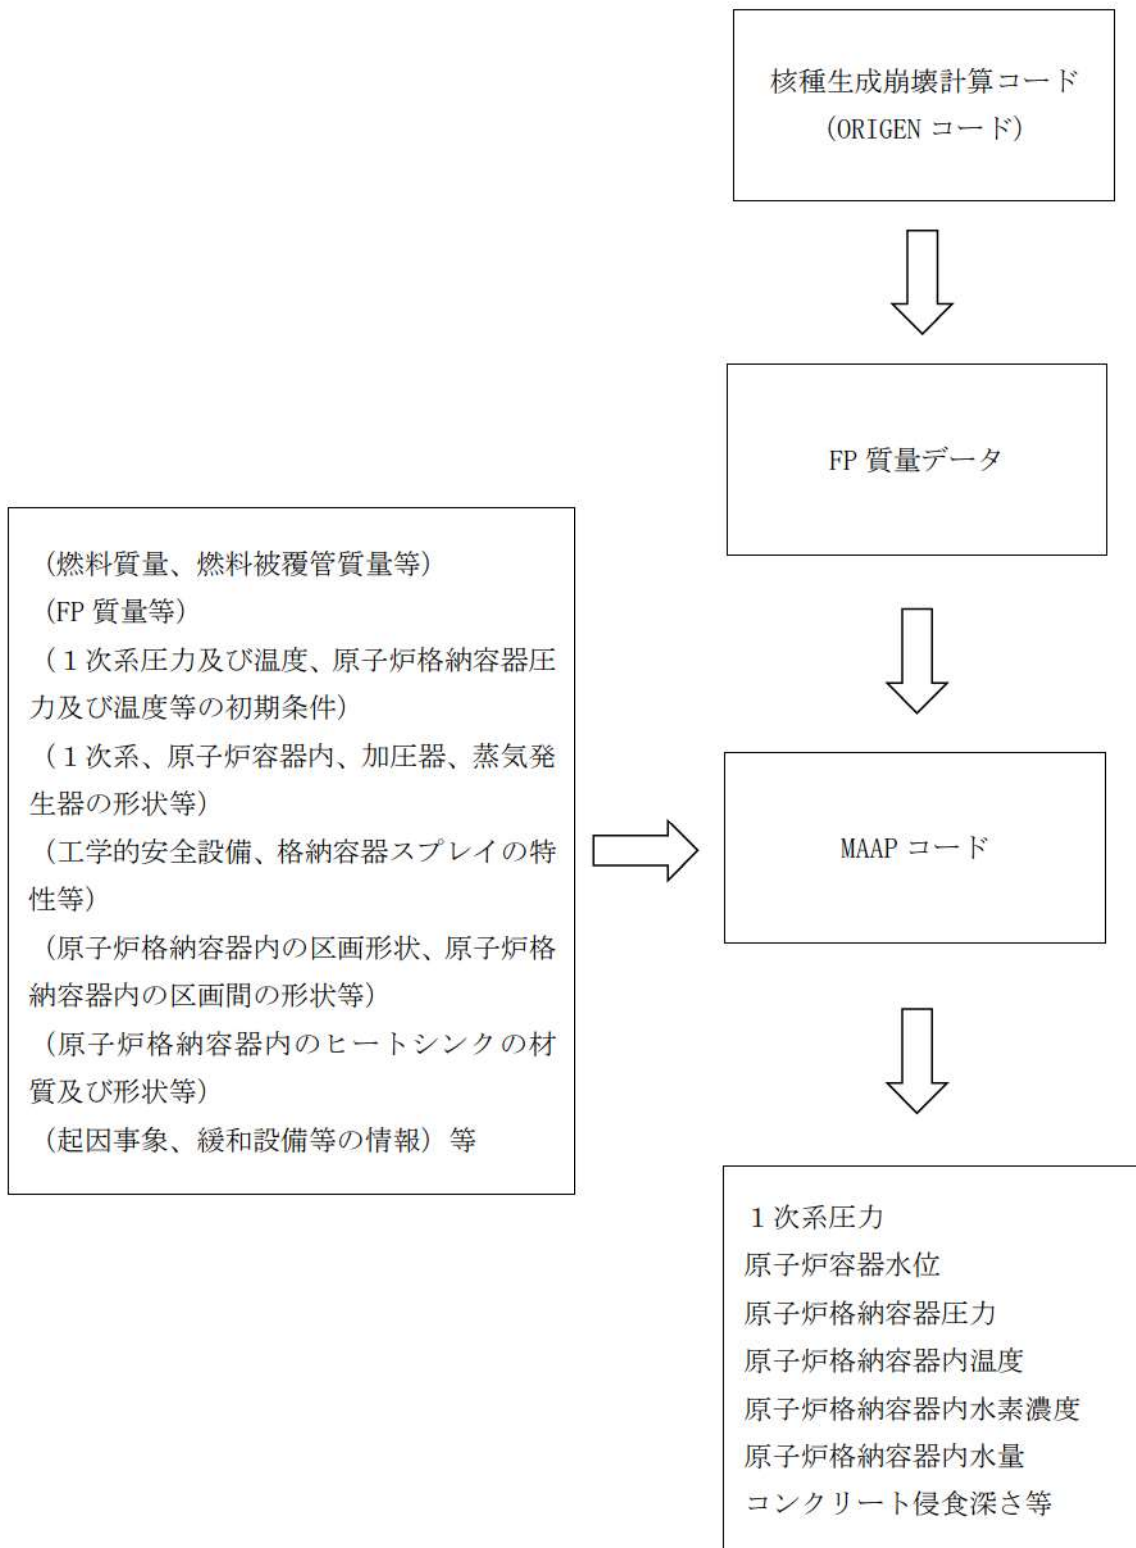 核種生成崩壊計算コード
(ORIGEN コード)
FP 質量データ
(燃料質量、燃料被覆管質量等)
(FP 質量等)
(1次系圧力及び温度、原子炉格納容器圧
力及び温度等の初期条件)
(1次系、原子炉容器内、加圧器、蒸気発
生器の形状等)
(工学的安全設備、格納容器スプレイの特
性等)
(原子炉格納容器内の区画形状、原子炉格
納容器内の区画間の形状等)
(原子炉格納容器内のヒートシンクの材
質及び形状等)
(起因事象、緩和設備等の情報)等
MAAP コード
1次系圧力
原子炉容器水位
原子炉格納容器圧力
原子炉格納容器内温度
原子炉格納容器内水素濃度
原子炉格納容器内水量
コンクリート侵食深さ等